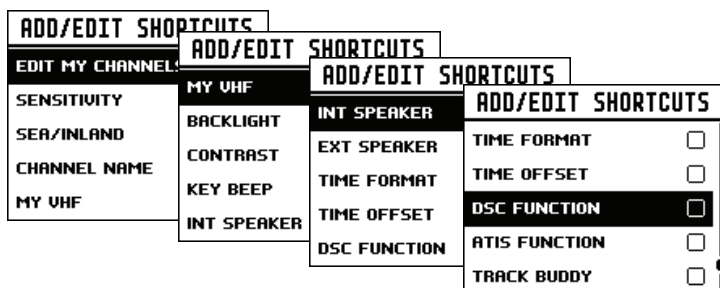 ADD/EDIT SHORTCUTS
EDIT MY CHANNELS
SENSITIVITY
SEA/INLAND
CHANNEL NAME
MY VHF
ADD/EDIT SHORTCUTS
MY VHF
BACKLIGHT
CONTRAST
KEY BEEP
INT SPEAKER
ADD/EDIT SHORTCUTS
INT SPEAKER
EXT SPEAKER
TIME FORMAT
TIME OFFSET
DSC FUNCTION
ADD/EDIT SHORTCUTS
TIME FORMAT
TIME OFFSET
DSC FUNCTION
ATIS FUNCTION
TRACK BUDDY